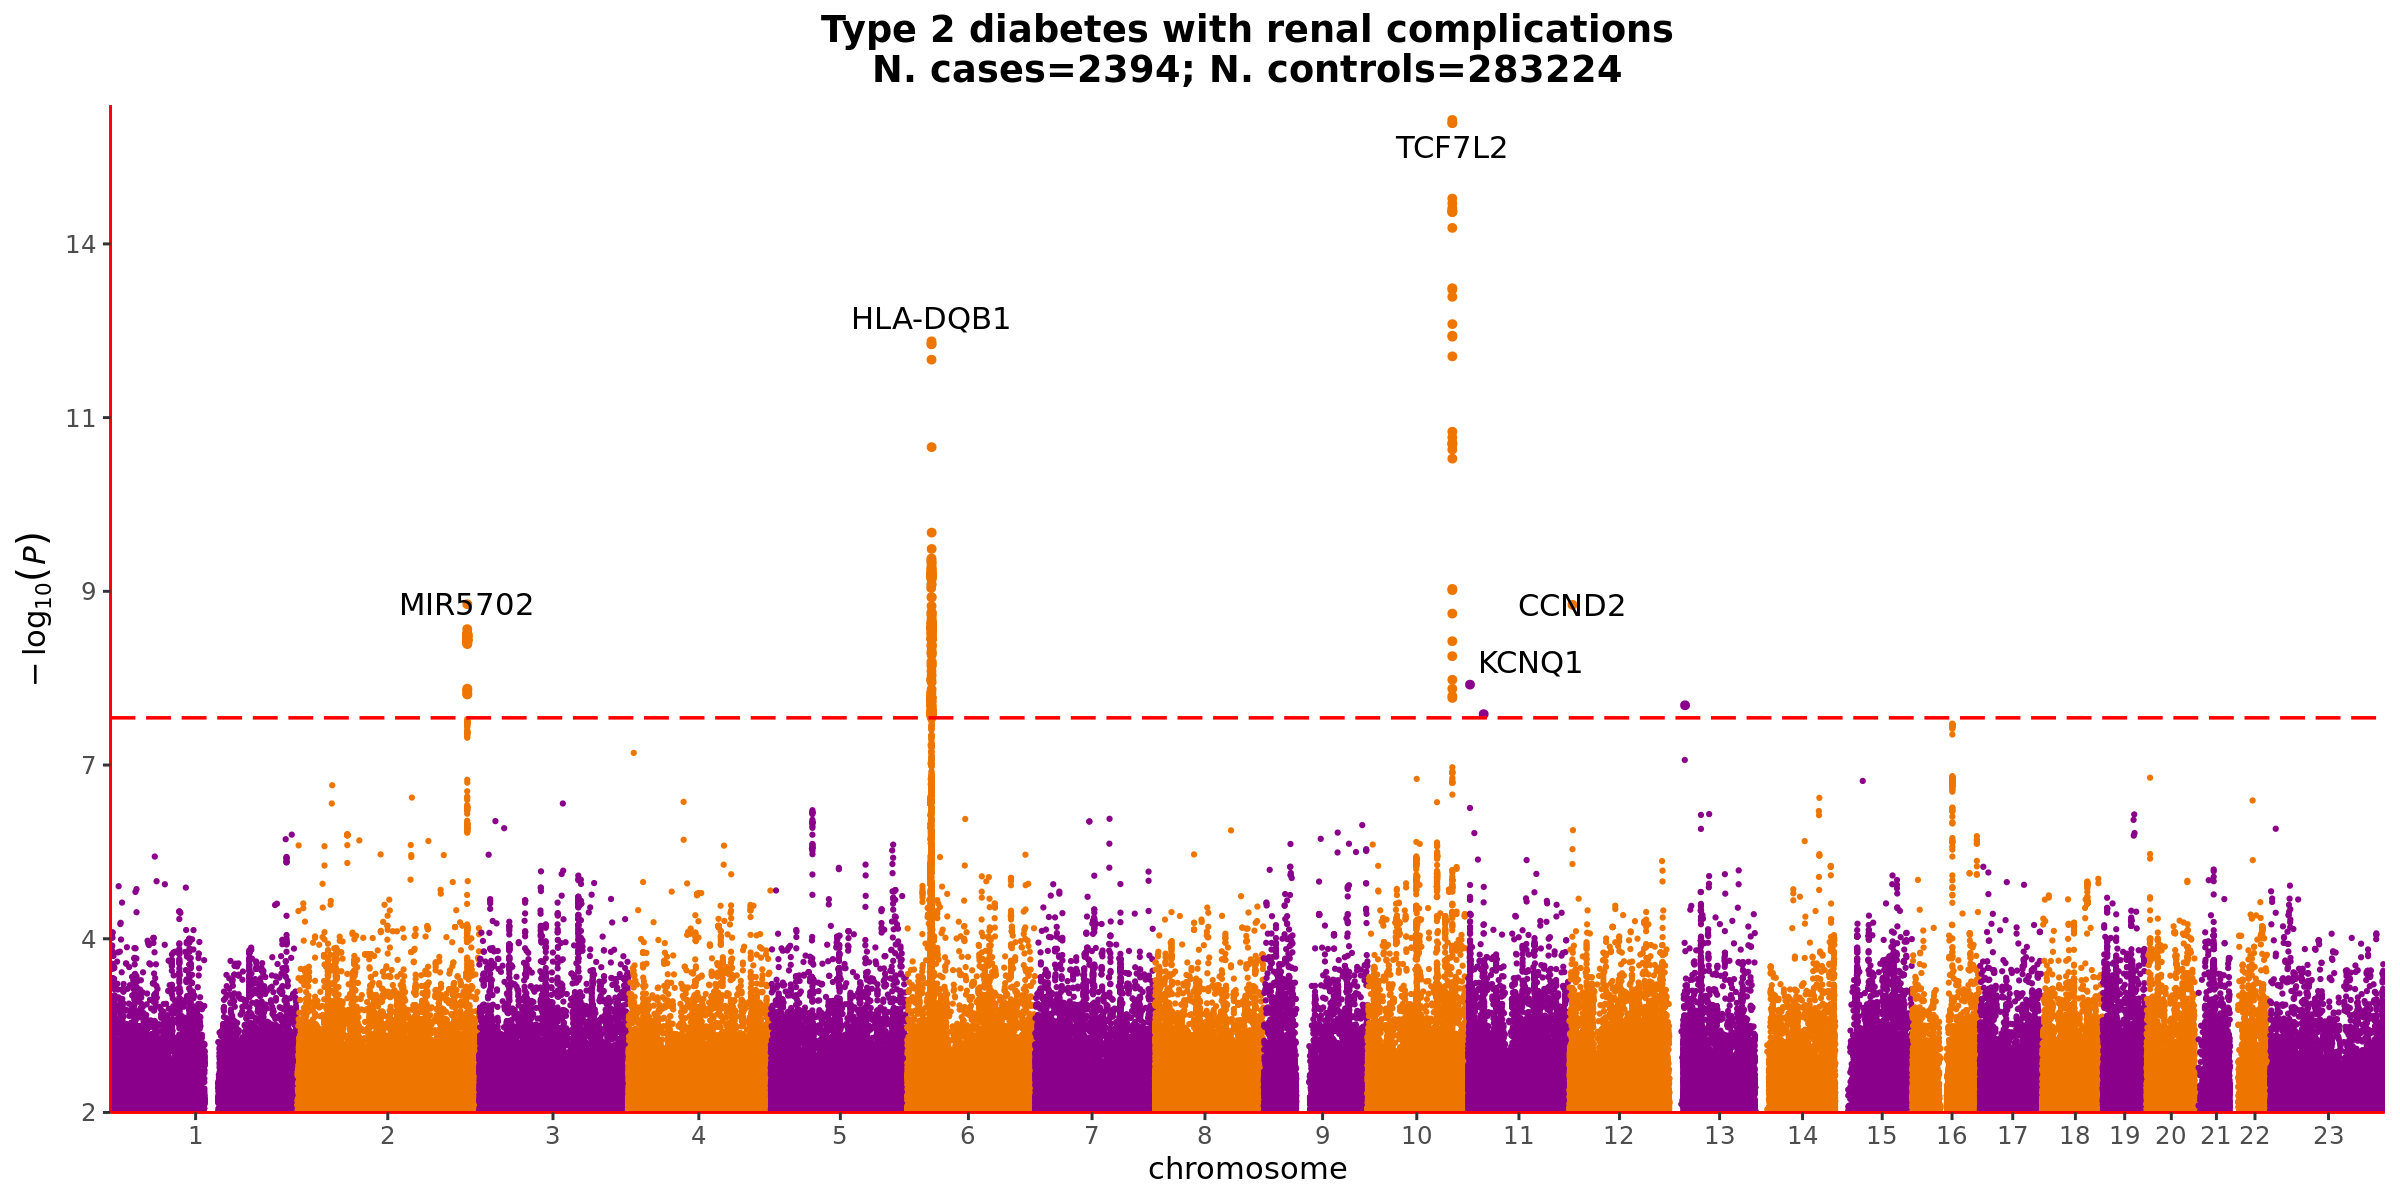 Type 2 diabetes with renal complications
N. cases=2394; N. controls=283224
TCF7L2
14
HLA-DQB1
11
− log₁₀(P)
9
MIR5702
CCND2
KCNQ1
7
4
2
1 2 3 4 5 6 7 8 9 10 11 12 13 14 15 16 17 18 19 20 21 22 23
chromosome